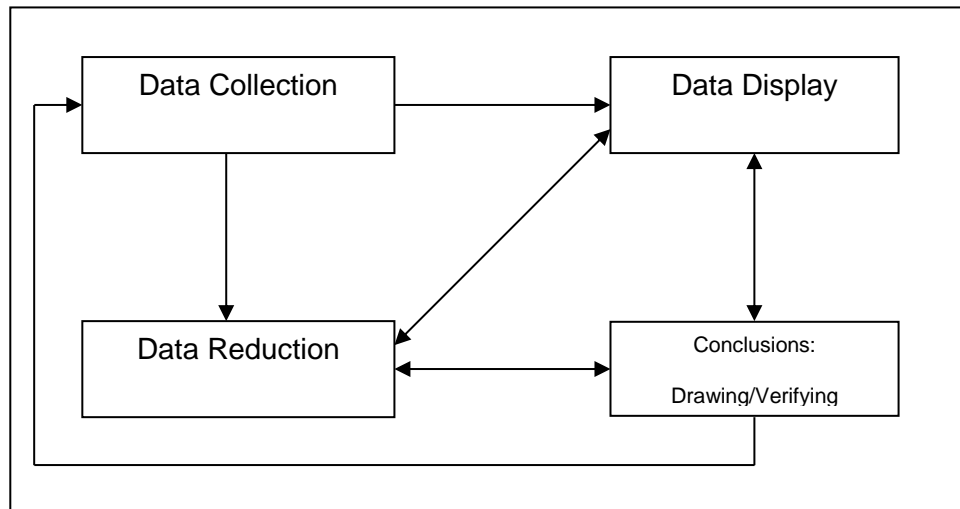 Data Collection
Data Display
Data Reduction
Conclusions:
Drawing/Verifying